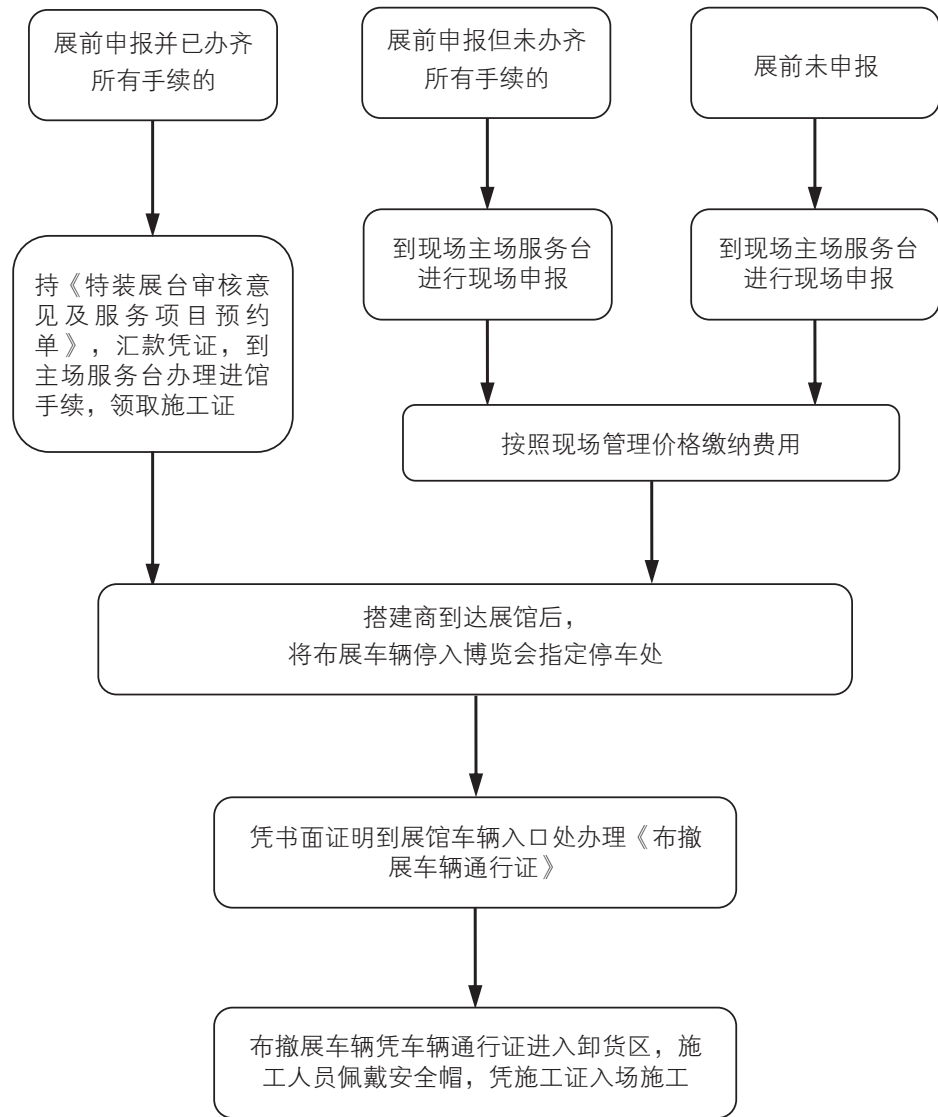 展前申报并已办齐
所有手续的
展前申报但未办齐
所有手续的
展前未申报
持《特装展台审核意
见及服务项目预约
单》，汇款凭证，到
主场服务台办理进馆
手续，领取施工证
到现场主场服务台
进行现场申报
到现场主场服务台
进行现场申报
按照现场管理价格缴纳费用
搭建商到达展馆后，
将布展车辆停入博览会指定停车处
凭书面证明到展馆车辆入口处办理《布撤
展车辆通行证》
布撤展车辆凭车辆通行证进入卸货区，施
工人员佩戴安全帽，凭施工证入场施工